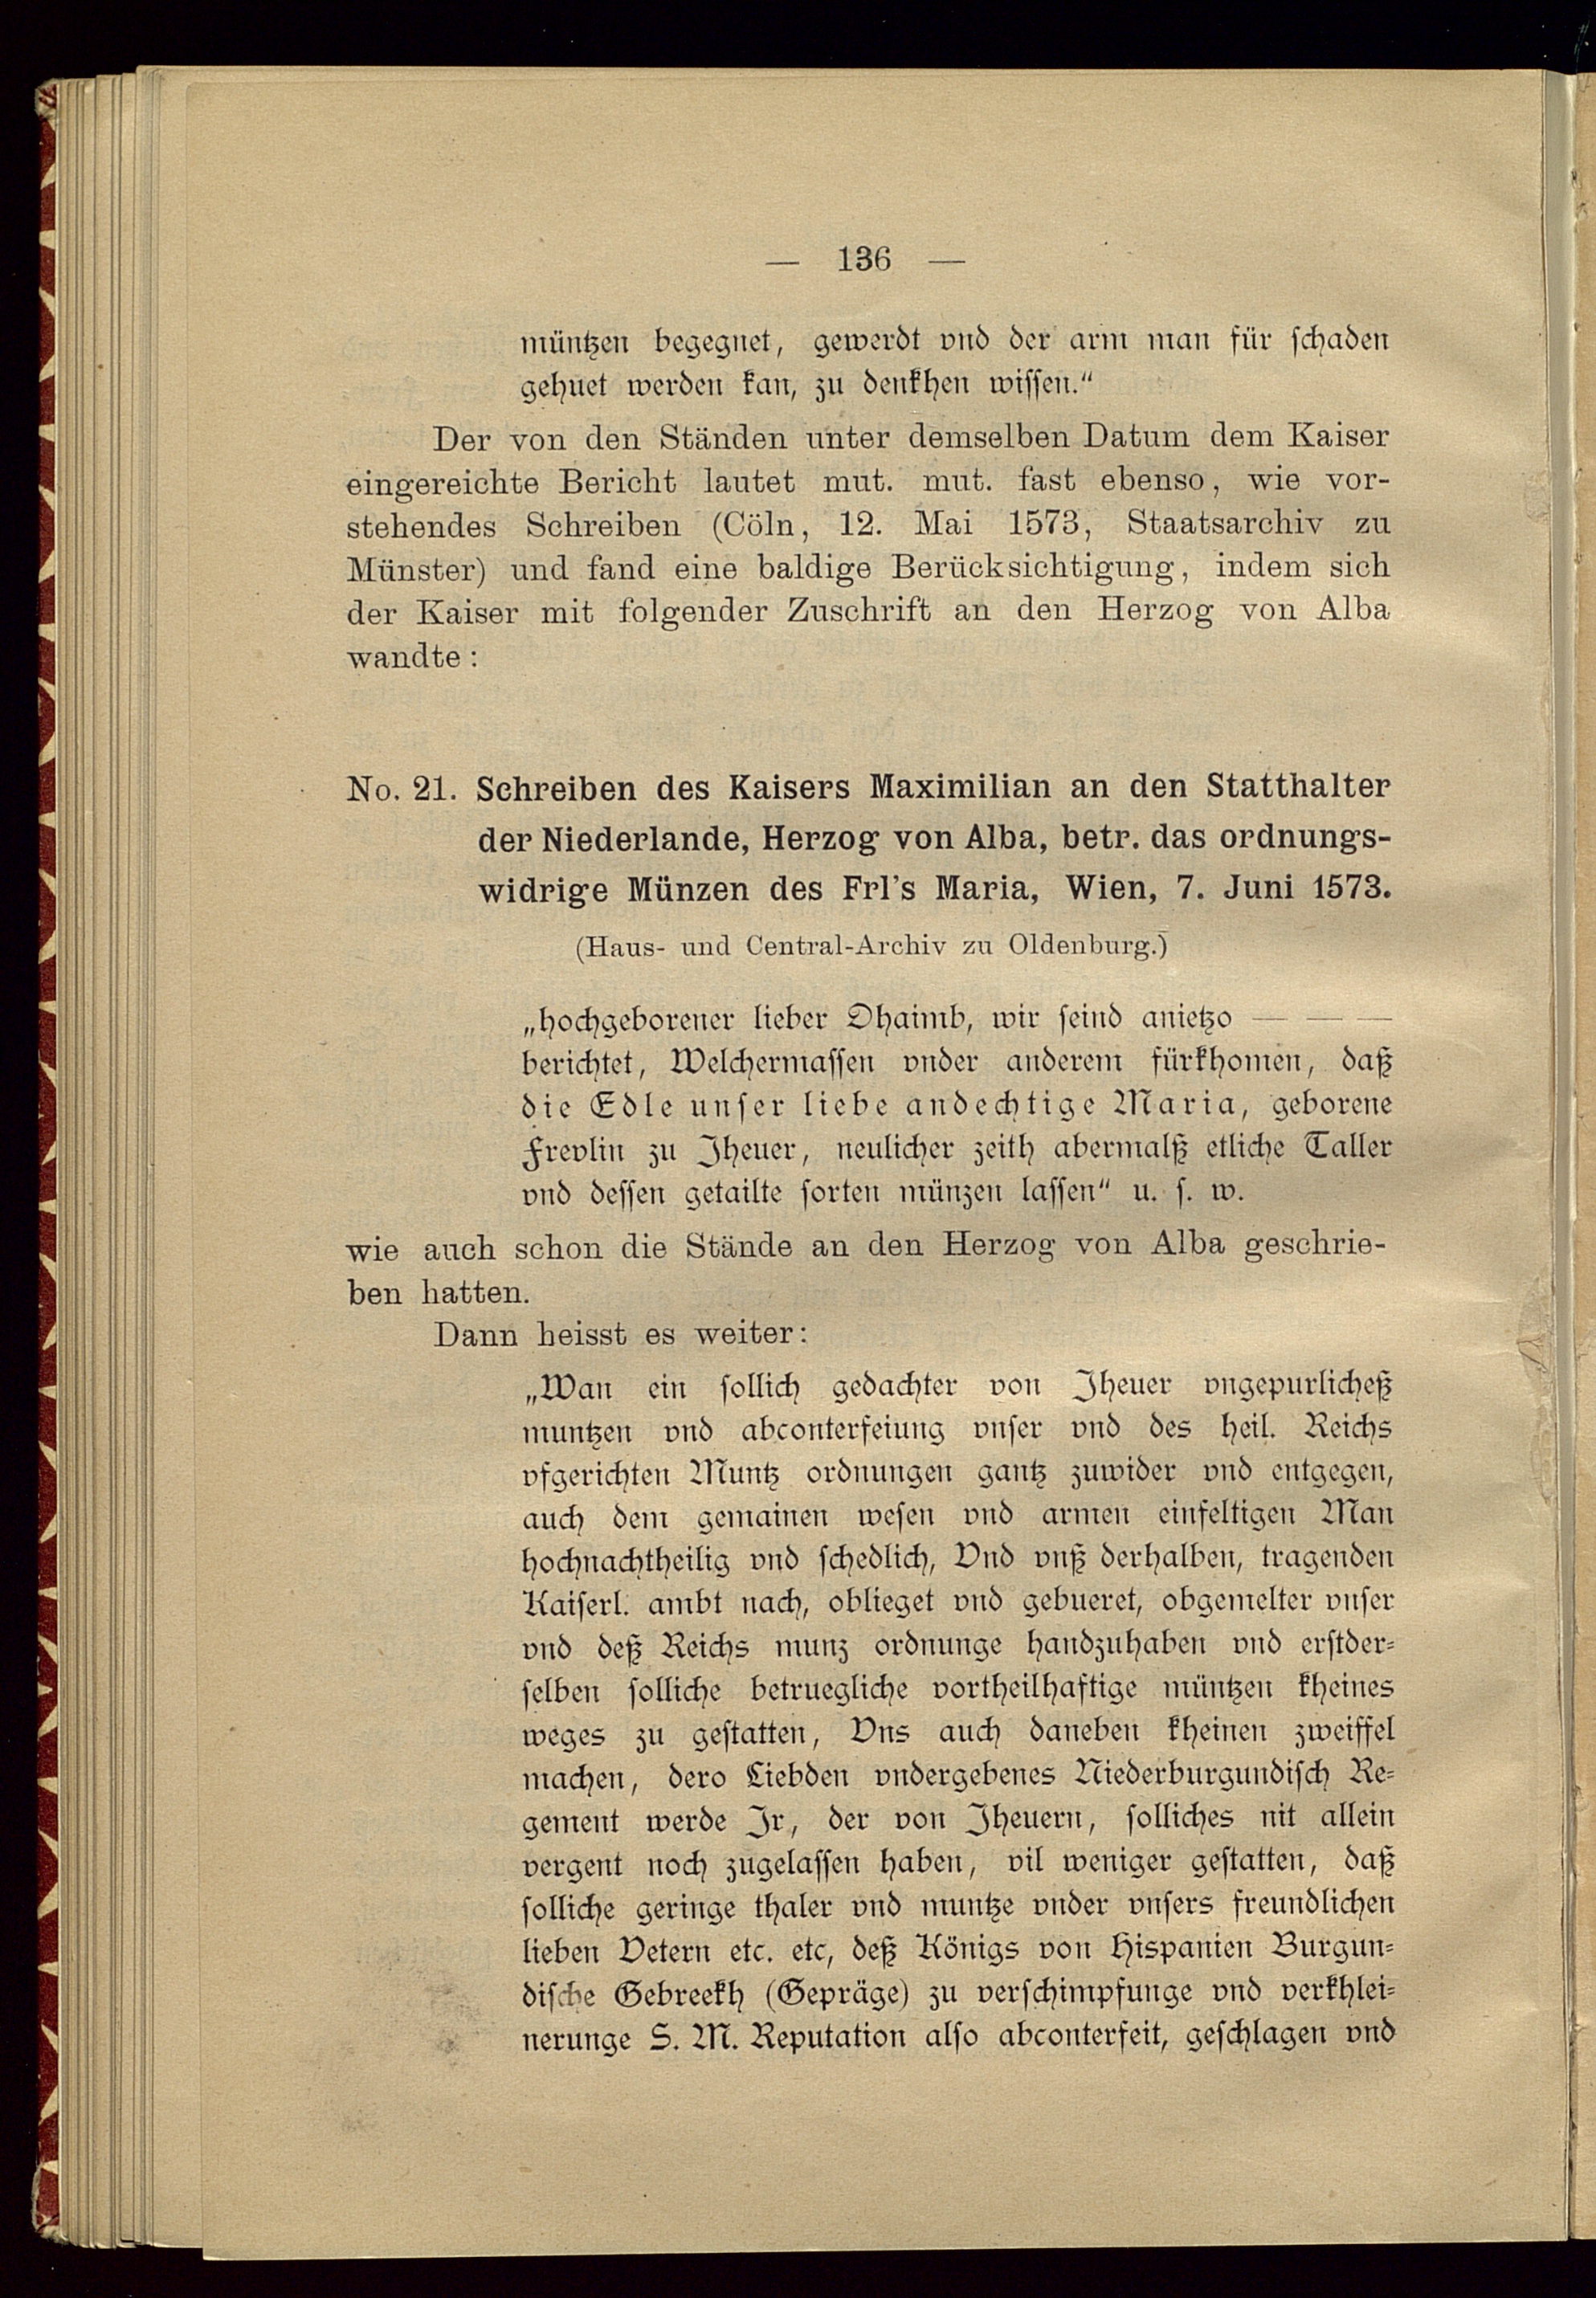 — 136 —
müntzen begegnet, gewerdt vnd der arm man für schaden
gehuet werden kan, zu denkhen wissen.“
Der von den Ständen unter demselben Datum dem Kaiser
eingereichte Bericht lautet mut. mut. fast ebenso, wie vor-
stehendes Schreiben (Cöln, 12. Mai 1573, Staatsarchiv zu
Münster) und fand eine baldige Berücksichtigung, indem sich
der Kaiser mit folgender Zuschrift an den Herzog von Alba
wandte:
No. 21. Schreiben des Kaisers Maximilian an den Statthalter
der Niederlande, Herzog von Alba, betr. das ordnungs-
widrige Münzen des Frl's Maria, Wien, 7. Juni 1573.
(Haus- und Central-Archiv zu Oldenburg.)
„hochgeborener lieber Ohaimb, wir seind anietzo — — —
berichtet, Welchermassen vnder anderem fürkhomen, daß
die Edle unser liebe andechtige Maria, geborene
Frevlin zu Jheuer, neulicher zeith abermalß etliche Taller
vnd dessen getailte sorten münzen lassen“ u. s. w.
wie auch schon die Stände an den Herzog von Alba geschrie-
ben hatten.
Dann heisst es weiter:
„Wan ein sollich gedachter von Jheuer vngepurlicheß
muntzen vnd abconterfeiung vnser vnd des heil. Reichs
vfgerichten Muntz ordnungen gantz zuwider vnd entgegen,
auch dem gemainen wesen vnd armen einfeltigen Man
hochnachtheilig vnd schedlich, Vnd vnß derhalben, tragenden
Kaiserl. ambt nach, oblieget vnd gebueret, obgemelter vnser
vnd deß Reichs munz ordnunge handzuhaben vnd erstder-
selben solliche betruegliche vortheilhaftige müntzen kheines
weges zu gestatten, Vns auch daneben kheinen zweiffel
machen, dero Liebden vndergebenes Niederburgundisch Re-
gement werde Jr, der von Jheuern, solliches nit allein
vergent noch zugelassen haben, vil weniger gestatten, daß
solliche geringe thaler vnd muntze vnder vnsers freundlichen
lieben Vetern etc. etc, deß Königs von Hispanien Burgun-
dische Gebreekh (Gepräge) zu verschimpfunge vnd verkhlei-
nerunge S. M. Reputation also abconterfeit, geschlagen vnd